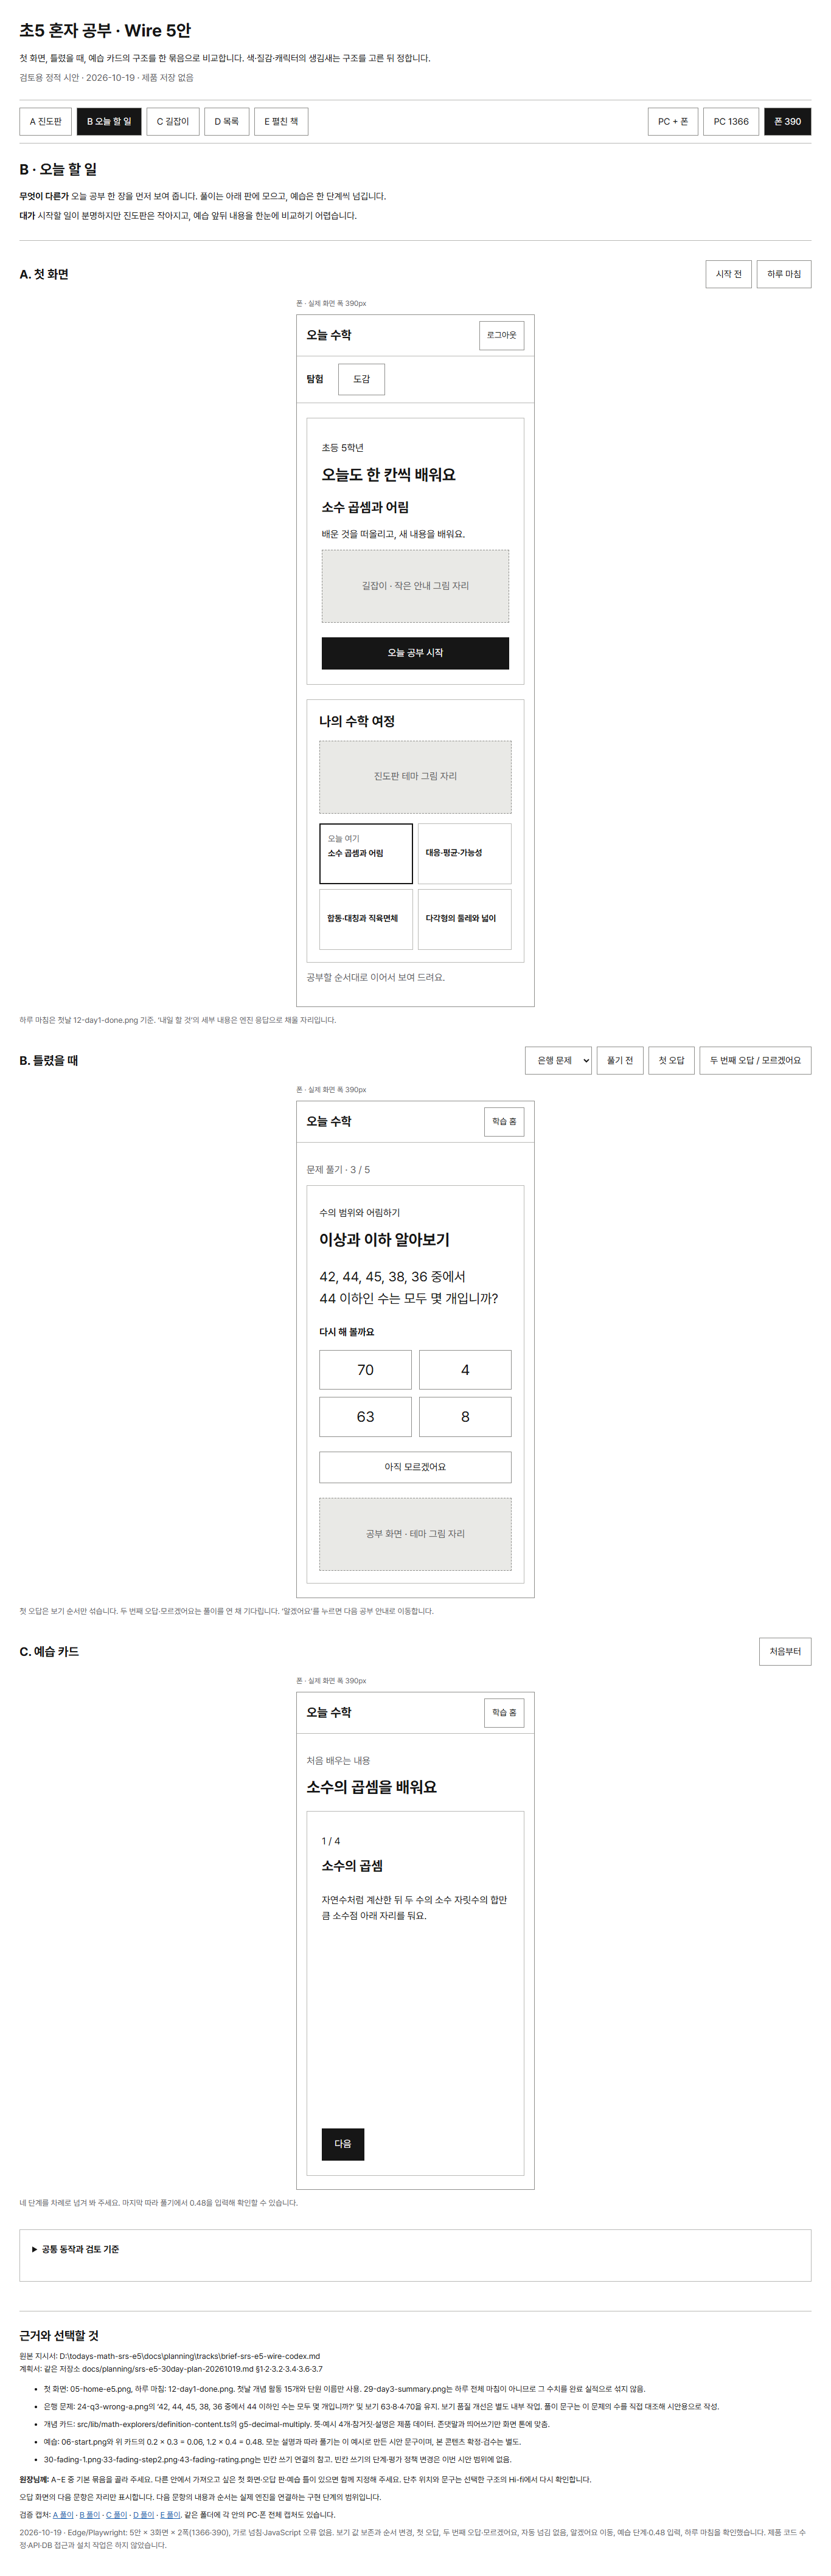 초5 혼자 공부 · Wire 5안
첫 화면, 틀렸을 때, 예습 카드의 구조를 한 묶음으로 비교합니다. 색·질감·캐릭터의 생김새는 구조를 고른 뒤 정합니다.
검토용 정적 시안 · 2026-10-19 · 제품 저장 없음
A 진도판 B 오늘 할 일 C 길잡이 D 목록 E 펼친 책 PC + 폰 PC 1366 폰 390
B · 오늘 할 일
무엇이 다른가 오늘 공부 한 장을 먼저 보여 줍니다. 풀이는 아래 판에 모으고, 예습은 한 단계씩 넘깁니다.
대가 시작할 일이 분명하지만 진도판은 작아지고, 예습 앞뒤 내용을 한눈에 비교하기 어렵습니다.
A. 첫 화면 시작 전 하루 마침
폰 · 실제 화면 폭 390px
오늘 수학 로그아웃
탐험 도감
초등 5학년
오늘도 한 칸씩 배워요
소수 곱셈과 어림
배운 것을 떠올리고, 새 내용을 배워요.
길잡이 · 작은 안내 그림 자리
오늘 공부 시작
나의 수학 여정
진도판 테마 그림 자리
오늘 여기
소수 곱셈과 어림 대응·평균·가능성
합동·대칭과 직육면체 다각형의 둘레와 넓이
공부할 순서대로 이어서 보여 드려요.
하루 마침은 첫날 12-day1-done.png 기준. '내일 할 것'의 세부 내용은 엔진 응답으로 채울 자리입니다.
B. 틀렸을 때 은행 문제 풀기 전 첫 오답 두 번째 오답 / 모르겠어요
폰 · 실제 화면 폭 390px
오늘 수학 학습 홈
문제 풀기 · 3 / 5
수의 범위와 어림하기
이상과 이하 알아보기
42, 44, 45, 38, 36 중에서
44 이하인 수는 모두 몇 개입니까?
다시 해 볼까요
70 4
63 8
아직 모르겠어요
공부 화면 · 테마 그림 자리
첫 오답은 보기 순서만 섞습니다. 두 번째 오답·모르겠어요는 풀이를 연 채 기다립니다. '알겠어요'를 누르면 다음 공부 안내로 이동합니다.
C. 예습 카드 처음부터
폰 · 실제 화면 폭 390px
오늘 수학 학습 홈
처음 배우는 내용
소수의 곱셈을 배워요
1 / 4
소수의 곱셈
자연수처럼 계산한 뒤 두 수의 소수 자릿수의 합만
큼 소수점 아래 자리를 둬요.
다음
네 단계를 차례로 넘겨 봐 주세요. 마지막 따라 풀기에서 0.48을 입력해 확인할 수 있습니다.
▶ 공통 동작과 검토 기준
근거와 선택할 것
원본 지시서: D:\todays-math-srs-e5\docs\planning\tracks\brief-srs-e5-wire-codex.md
계획서: 같은 저장소 docs/planning/srs-e5-30day-plan-20261019.md §1·2·3.2·3.4·3.6·3.7
• 첫 화면: 05-home-e5.png, 하루 마침: 12-day1-done.png. 첫날 개념 활동 15개와 단원 이름만 사용. 29-day3-summary.png는 하루 전체 마침이 아니므로 그 수치를 완료 실적으로 섞지 않음.
• 은행 문제: 24-q3-wrong-a.png의 '42, 44, 45, 38, 36 중에서 44 이하인 수는 모두 몇 개입니까?' 및 보기 63·8·4·70을 유지. 보기 품질 개선은 별도 내부 작업. 풀이 문구는 이 문제의 수를 직접 대조해 시안용으로 작성.
• 개념 카드: src/lib/math-explorers/definition-content.ts의 g5-decimal-multiply. 뜻·예시 4개·참거짓·설명은 제품 데이터. 존댓말과 띄어쓰기만 화면 톤에 맞춤.
• 예습: 06-start.png와 위 카드의 0.2 × 0.3 = 0.06, 1.2 × 0.4 = 0.48. 모눈 설명과 따라 풀기는 이 예시로 만든 시안 문구이며, 본 콘텐츠 확정·검수는 별도.
• 30-fading-1.png·33-fading-step2.png·43-fading-rating.png는 빈칸 쓰기 연결의 참고. 빈칸 쓰기의 단계·평가 정책 변경은 이번 시안 범위에 없음.
원장님께: A–E 중 기본 묶음을 골라 주세요. 다른 안에서 가져오고 싶은 첫 화면·오답 판·예습 틀이 있으면 함께 지정해 주세요. 단추 위치와 문구는 선택한 구조의 Hi-fi에서 다시 확인합니다.
오답 화면의 다음 문항은 자리만 표시합니다. 다음 문항의 내용과 순서는 실제 엔진을 연결하는 구현 단계의 범위입니다.
검증 캡처: A 풀이 · B 풀이 · C 풀이 · D 풀이 · E 풀이. 같은 폴더에 각 안의 PC·폰 전체 캡처도 있습니다.
2026-10-19 · Edge/Playwright: 5안 × 3화면 × 2폭(1366·390), 가로 넘침·JavaScript 오류 없음. 보기 값 보존과 순서 변경, 첫 오답, 두 번째 오답·모르겠어요, 자동 넘김 없음, 알겠어요 이동, 예습 단계·0.48 입력, 하루 마침을 확인했습니다. 제품 코드 수
정·API·DB 접근과 설치 작업은 하지 않았습니다.